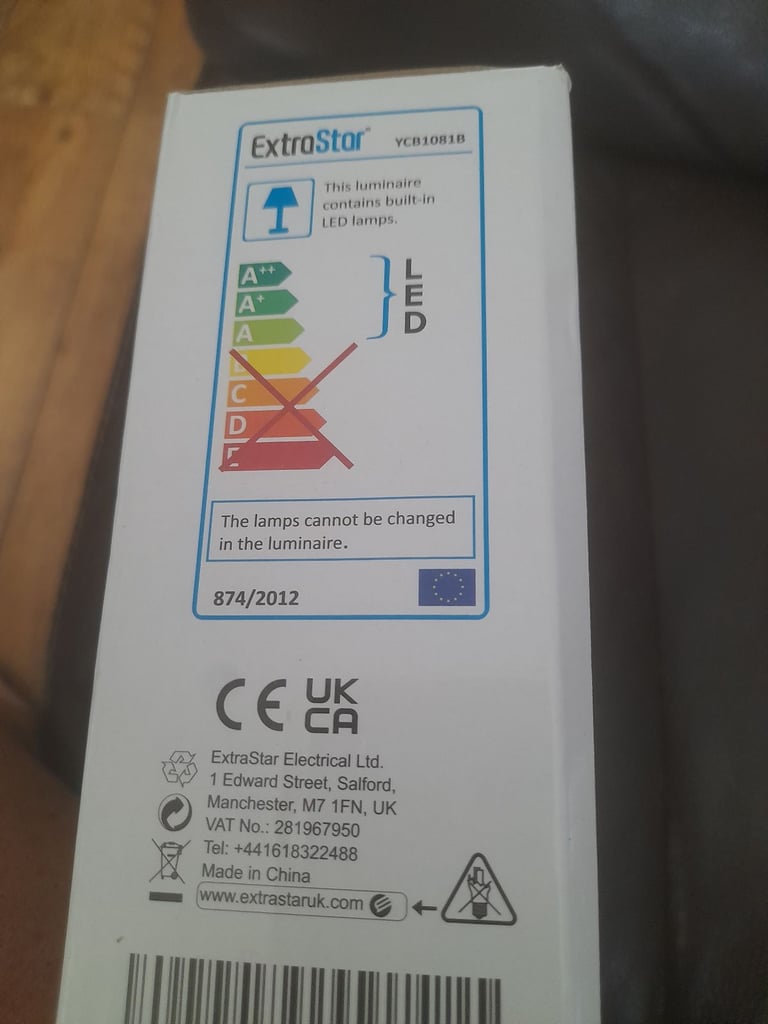 ExtraStar YCB1081B
This luminaire
contains built-in
LED lamps.
A++
A+
A
C
D
LED
The lamps cannot be changed
in the luminaire.
874/2012
CE UK
CA
ExtraStar Electrical Ltd.
1 Edward Street, Salford,
Manchester, M7 1FN, UK
VAT No.: 281967950
Tel: +441618322488
Made in China
www.extrastaruk.com